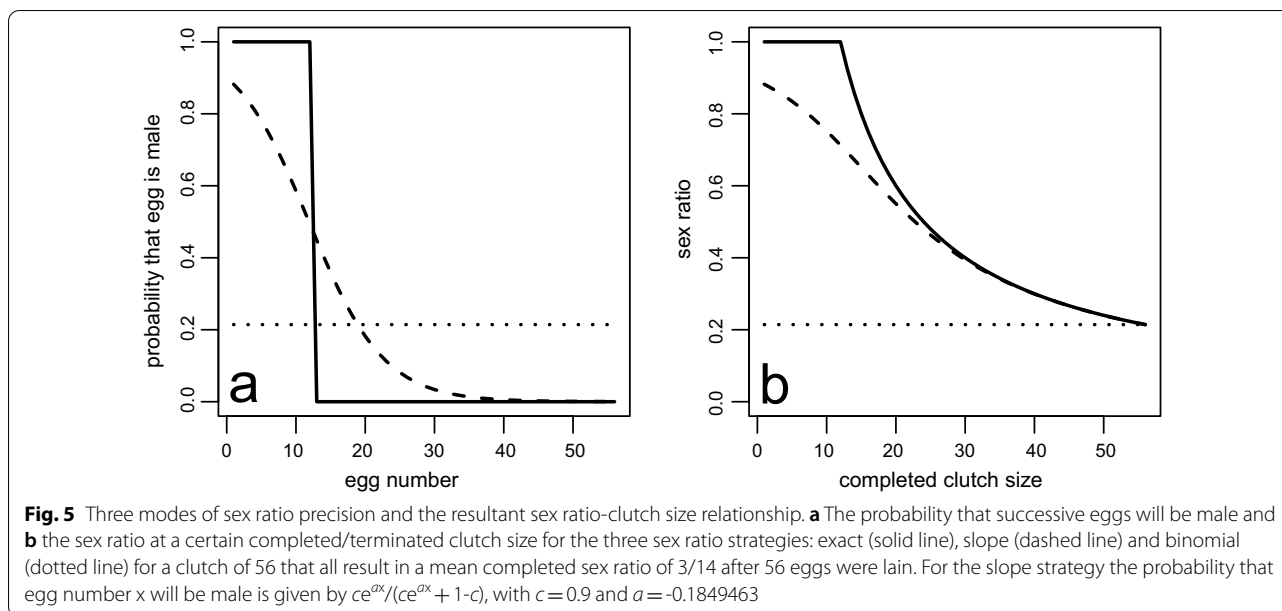 1.0
0.8
0.6
0.4
0.2
0.0
probability that egg is male
a
0 10 20 30 40 50
egg number
1.0
0.8
0.6
0.4
0.2
0.0
sex ratio
b
0 10 20 30 40 50
completed clutch size
Fig. 5 Three modes of sex ratio precision and the resultant sex ratio-clutch size relationship. a The probability that successive eggs will be male and
b the sex ratio at a certain completed/terminated clutch size for the three sex ratio strategies: exact (solid line), slope (dashed line) and binomial
(dotted line) for a clutch of 56 that all result in a mean completed sex ratio of 3/14 after 56 eggs were lain. For the slope strategy the probability that
egg number x will be male is given by ce^{ax}/(ce^{ax} + 1-c), with c = 0.9 and a = -0.1849463